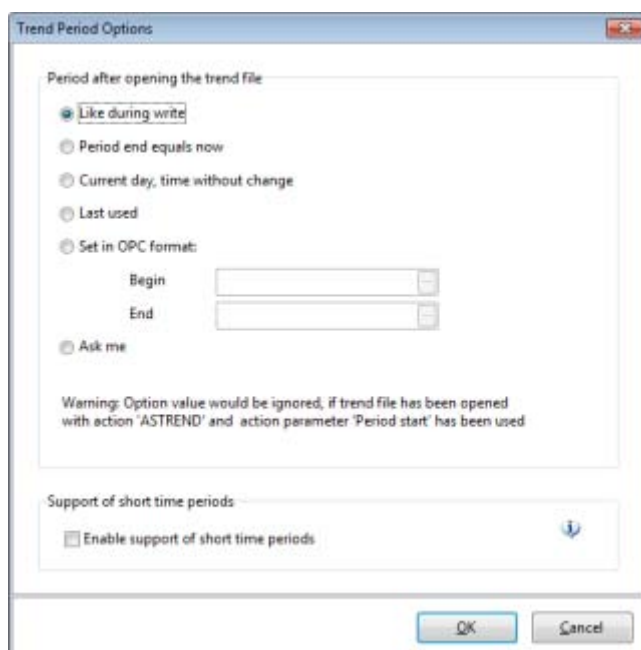 Trend Period Options
Period after opening the trend file
Like during write
Period end equals now
Current day, time without change
Last used
Set in OPC format:
Begin
End
Ask me
Warning: Option value would be ignored, if trend file has been opened
with action 'ASTREND' and action parameter 'Period start' has been used
Support of short time periods
Enable support of short time periods
OK Cancel